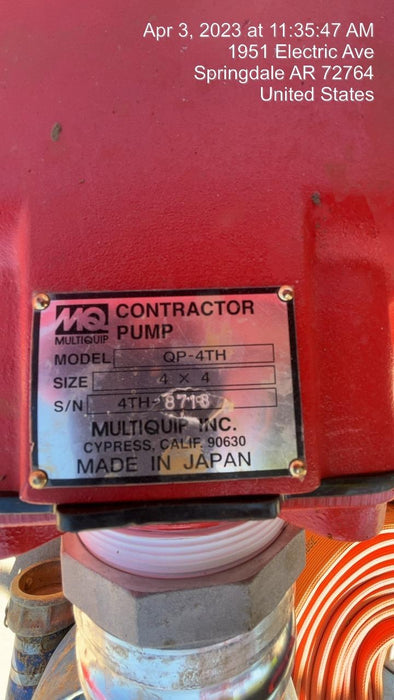 Apr 3, 2023 at 11:35:47 AM
1951 Electric Ave
Springdale AR 72764
United States
MQ CONTRACTOR
MULTIQUIP PUMP
MODEL QP-4TH
SIZE 4 × 4
S/N 4TH-8718
MULTIQUIP INC.
CYPRESS, CALIF. 90630
MADE IN JAPAN